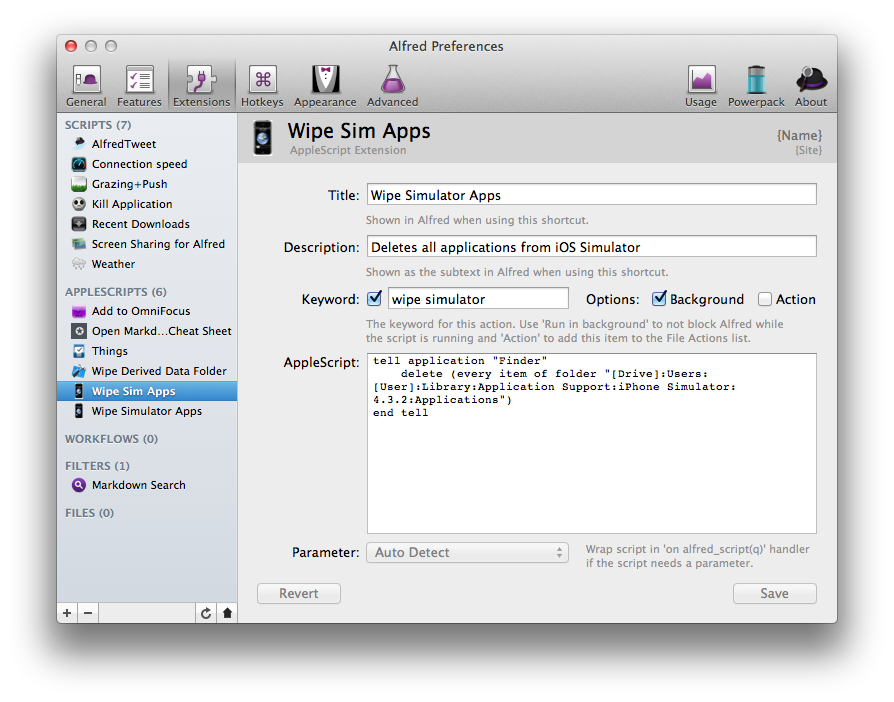 Alfred Preferences
General Features Extensions Hotkeys Appearance Advanced Usage Powerpack About
SCRIPTS (7)
AlfredTweet
Connection speed
Grazing+Push
Kill Application
Recent Downloads
Screen Sharing for Alfred
Weather
APPLESCRIPTS (6)
Add to OmniFocus
Open Markd...Cheat Sheet
Things
Wipe Derived Data Folder
Wipe Sim Apps
Wipe Simulator Apps
WORKFLOWS (0)
FILTERS (1)
Markdown Search
FILES (0)
Wipe Sim Apps
AppleScript Extension
{Name}
{Site}
Title: Wipe Simulator Apps
Shown in Alfred when using this shortcut.
Description: Deletes all applications from iOS Simulator
Shown as the subtext in Alfred when using this shortcut.
Keyword: wipe simulator Options: Background Action
The keyword for this action. Use 'Run in background' to not block Alfred while
the script is running and 'Action' to add this item to the File Actions list.
AppleScript: tell application "Finder"
delete (every item of folder "[Drive]:Users:
[User]:Library:Application Support:iPhone Simulator:
4.3.2:Applications")
end tell
Parameter: Auto Detect
Wrap script in 'on alfred_script(q)' handler
if the script needs a parameter.
Revert Save